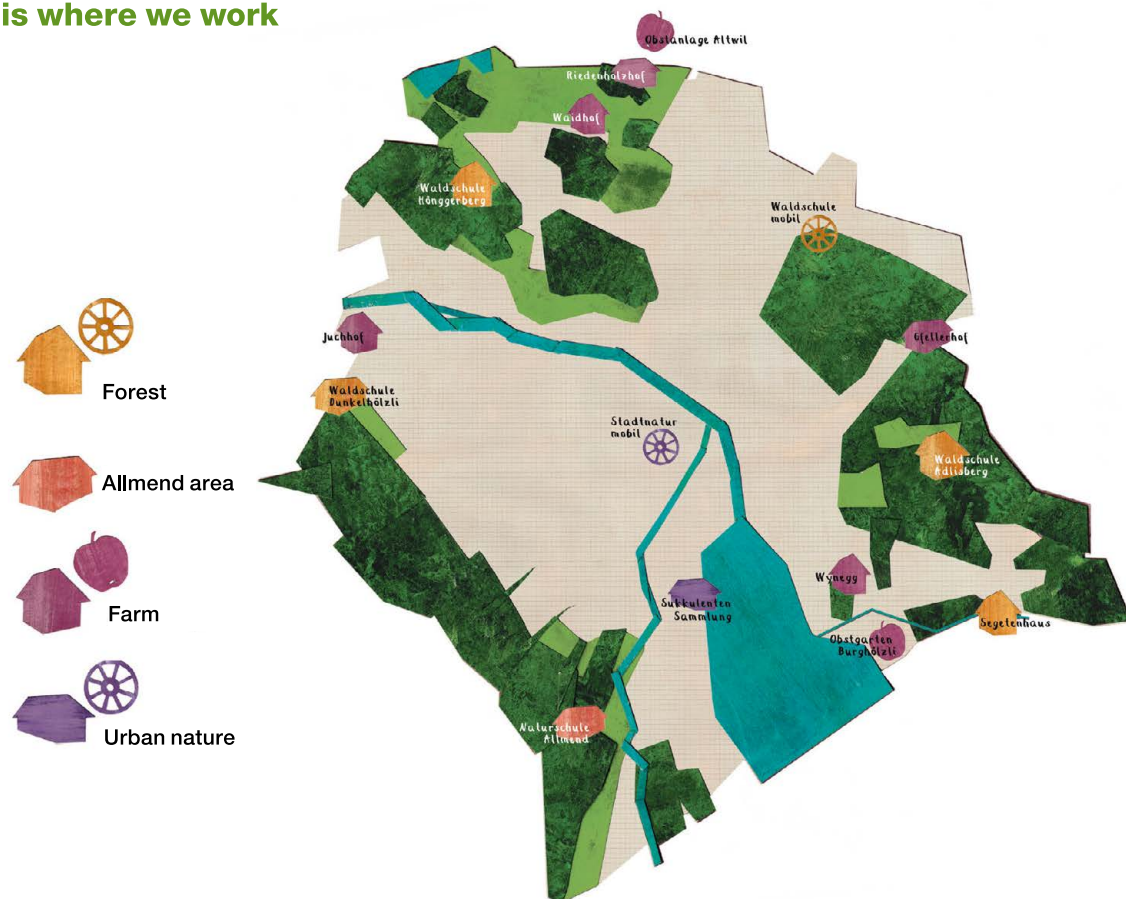 is where we work
Obstanlage Altwil
Riedenholzhof
Waidhof
Waldschule
Hönggerberg
Waldschule
mobil
Juchhof
Gfellerhof
Waldschule
Dunkelhölzli
Stadtnatur
mobil
Waldschule
Adlisberg
Wynegg
Sukkulenten
Sammlung
Segetenhaus
Obstgarten
Burghölzli
Naturschule
Allmend
Forest
Allmend area
Farm
Urban nature